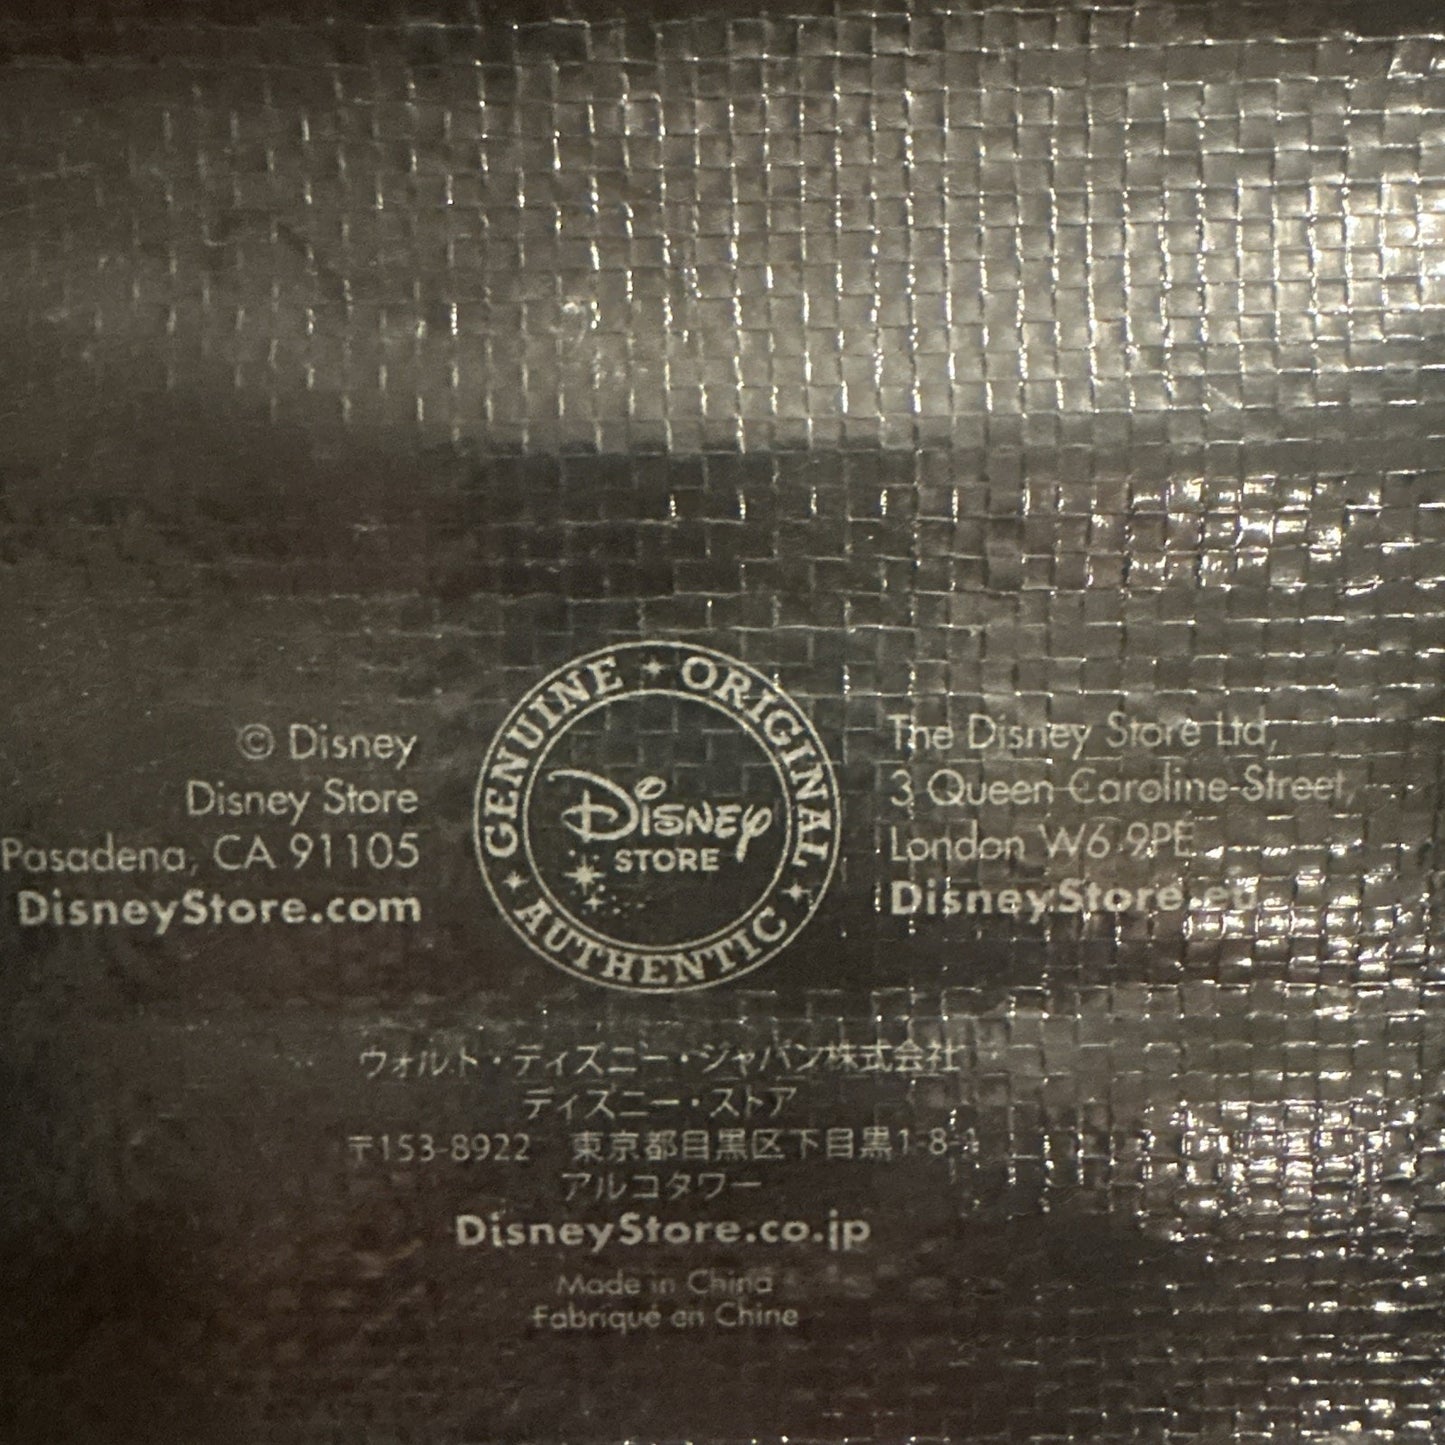 © Disney
Disney Store
Pasadena, CA 91105
DisneyStore.com
GENUINE ORIGINAL AUTHENTIC
Disney
STORE
The Disney Store Ltd,
3 Queen Caroline Street,
London W6 9PE
DisneyStore.eu
ウォルト・ディズニー・ジャパン株式会社
ディズニー・ストア
〒153-8922 東京都目黒区下目黒1-8-1
アルコタワー
DisneyStore.co.jp
Made in China
Fabriqué en Chine